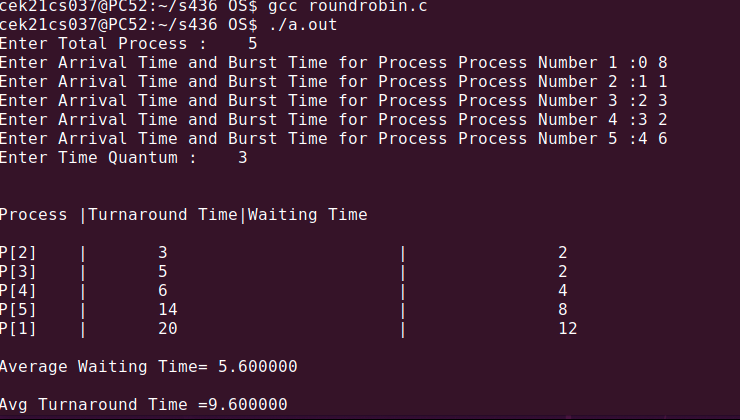 cek21cs037@PC52:~/s436 OS$ gcc roundrobin.c
cek21cs037@PC52:~/s436 OS$ ./a.out
Enter Total Process :    5
Enter Arrival Time and Burst Time for Process Process Number 1 :0 8
Enter Arrival Time and Burst Time for Process Process Number 2 :1 1
Enter Arrival Time and Burst Time for Process Process Number 3 :2 3
Enter Arrival Time and Burst Time for Process Process Number 4 :3 2
Enter Arrival Time and Burst Time for Process Process Number 5 :4 6
Enter Time Quantum :    3
Process |Turnaround Time|Waiting Time
P[2]    |       3                       |               2
P[3]    |       5                       |               2
P[4]    |       6                       |               4
P[5]    |       14                      |               8
P[1]    |       20                      |               12
Average Waiting Time= 5.600000
Avg Turnaround Time =9.600000